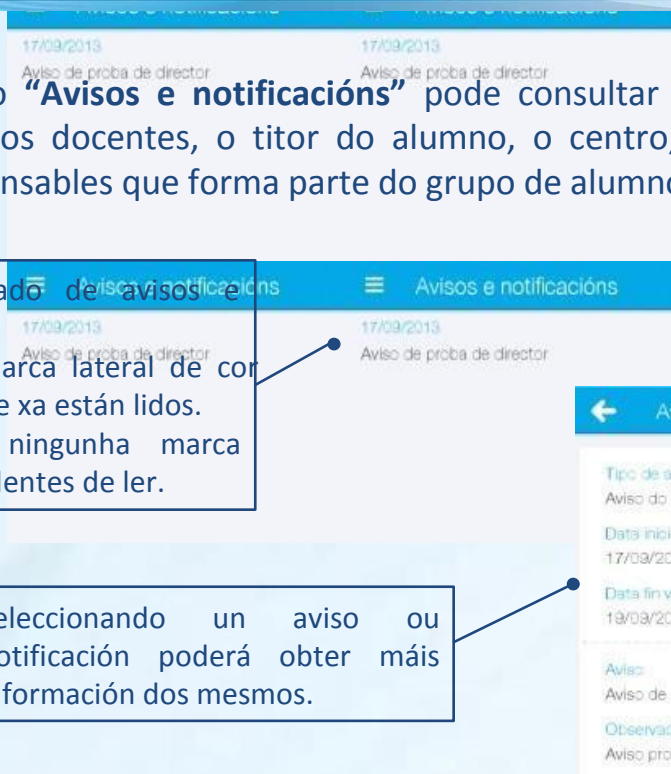 17/09/2013
Aviso de proba de director
17/09/2013
Aviso de proba de director
“Avisos e notificacións” pode consultar
os docentes, o titor do alumno, o centro,
nsables que forma parte do grupo de alumno
Avisos e notificacións
17/09/2013
Aviso de proba de director
Avisos e notificacións
17/09/2013
Aviso de proba de director
ado de avisos e
arca lateral de cor
e xa están lidos.
ningunha marca
dentes de ler.
Tipo de a
Aviso do
Data inici
17/09/20
Data fin v
19/09/20
Aviso
Aviso de
Observac
Aviso pro
eleccionando un aviso ou
otificación poderá obter máis
formación dos mesmos.